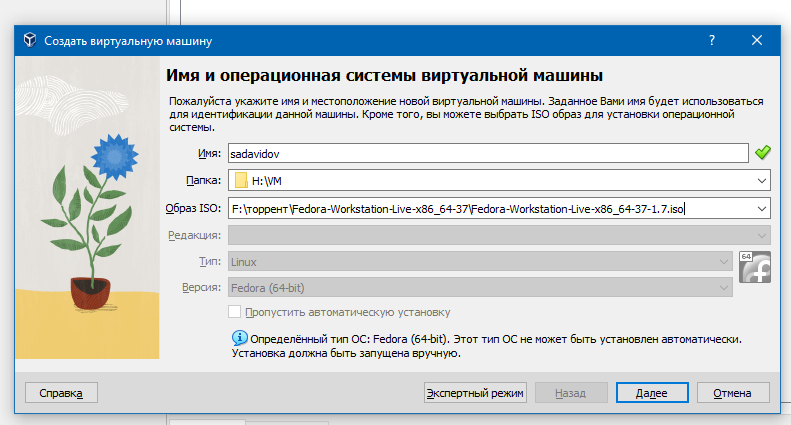 Создать виртуальную машину
?
Имя и операционная системы виртуальной машины
Пожалуйста укажите имя и местоположение новой виртуальной машины. Заданное Вами имя будет использоваться
для идентификации данной машины. Кроме того, вы можете выбрать ISO образ для установки операционной
системы.
Имя: sadavidov
Папка: H:\VM
Образ ISO: F:\торрент\Fedora-Workstation-Live-x86_64-37\Fedora-Workstation-Live-x86_64-37-1.7.iso
Редакция:
Тип: Linux
64
Версия: Fedora (64-bit)
Пропустить автоматическую установку
Определённый тип ОС: Fedora (64-bit). Этот тип ОС не может быть установлен автоматически.
Установка должна быть запущена вручную.
Справка Экспертный режим Назад Далее Отмена